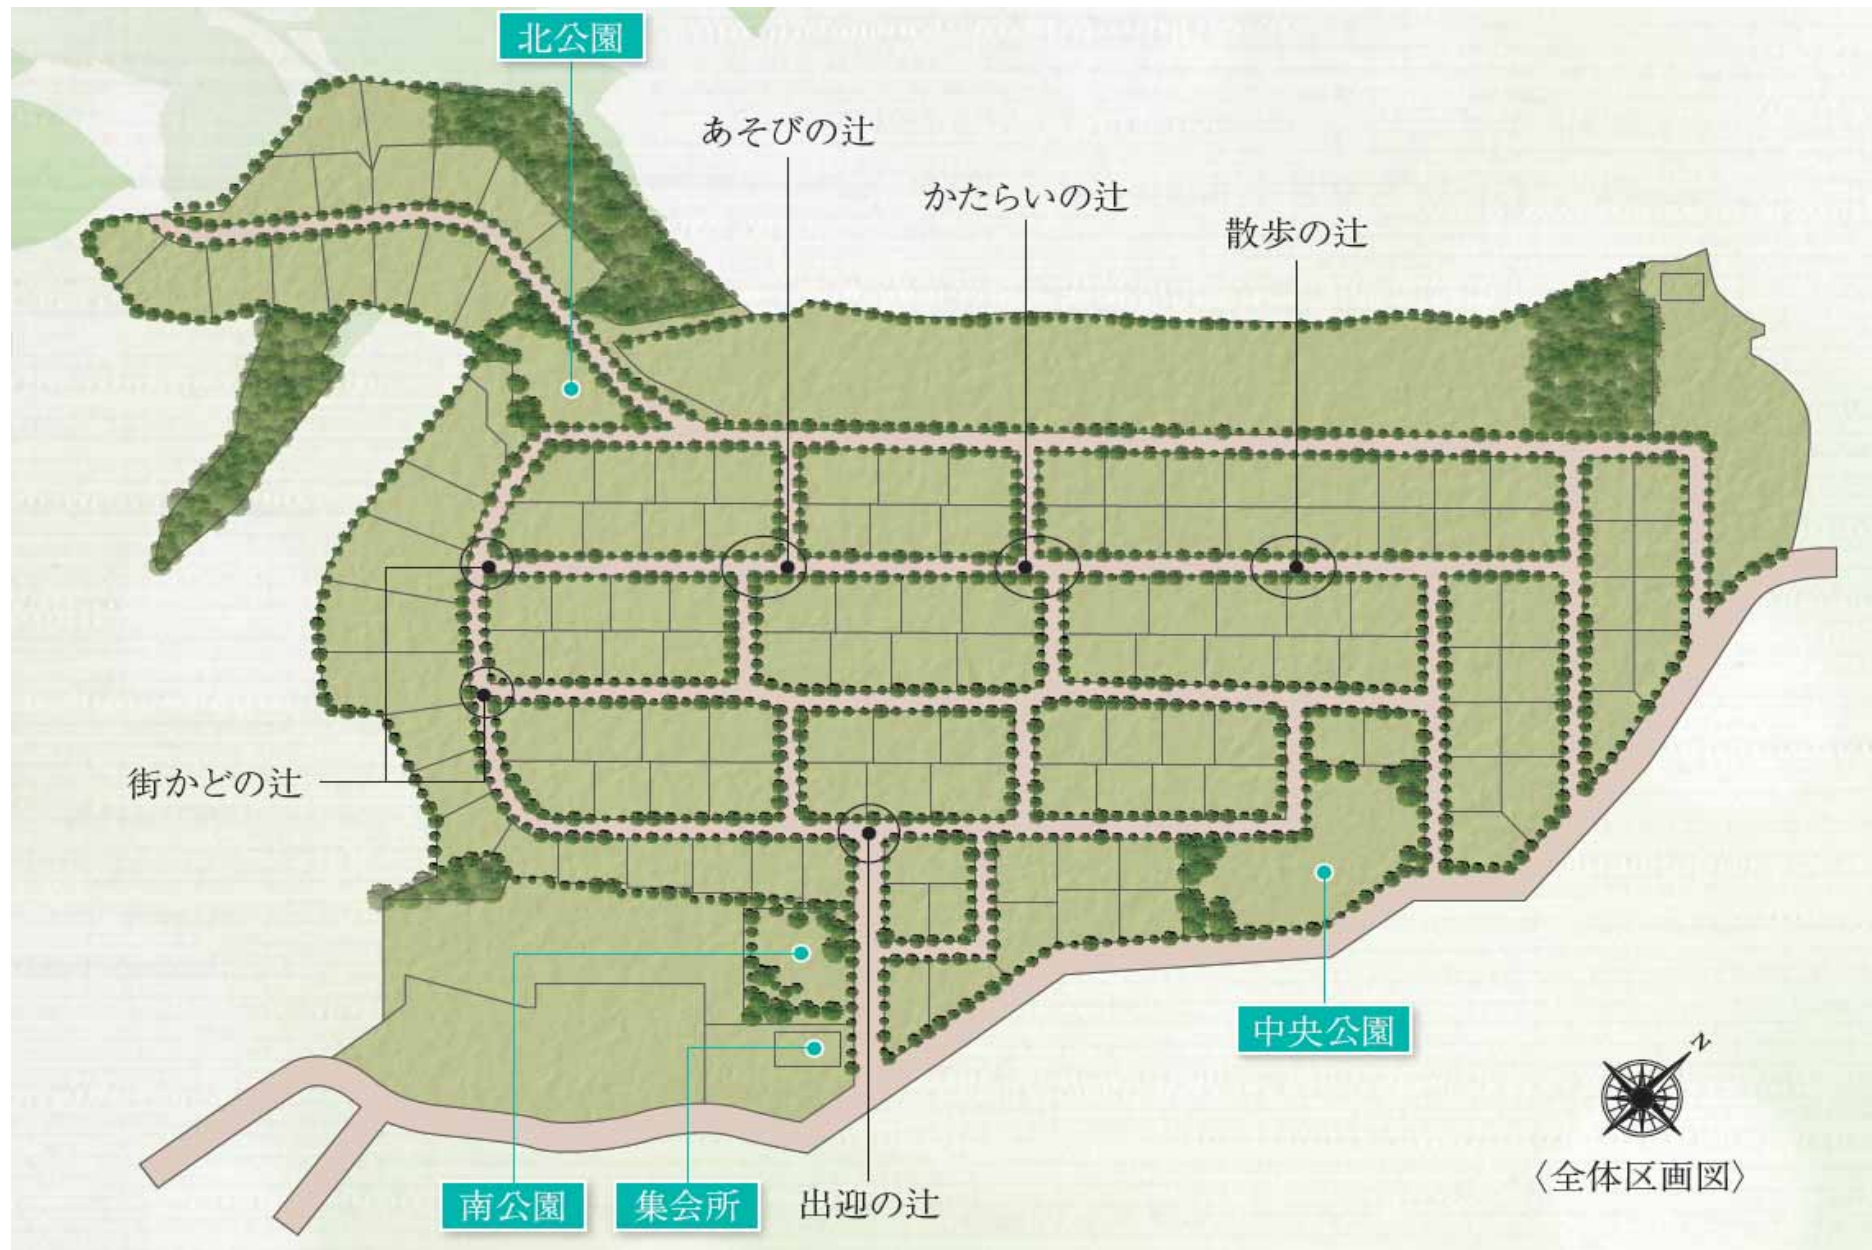 北公園
あそびの辻
かたらいの辻
散歩の辻
街かどの辻
中央公園
N
〈全体区画図〉
南公園
集会所
出迎の辻